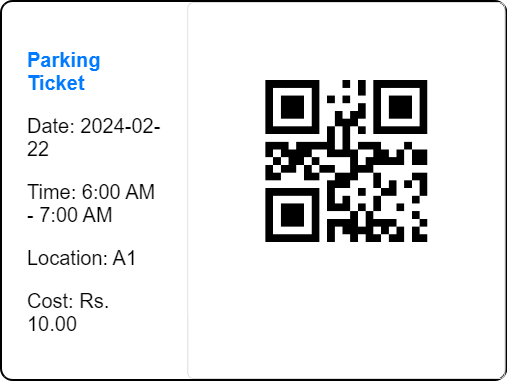 Parking
Ticket
Date: 2024-02-
22
Time: 6:00 AM
- 7:00 AM
Location: A1
Cost: Rs.
10.00